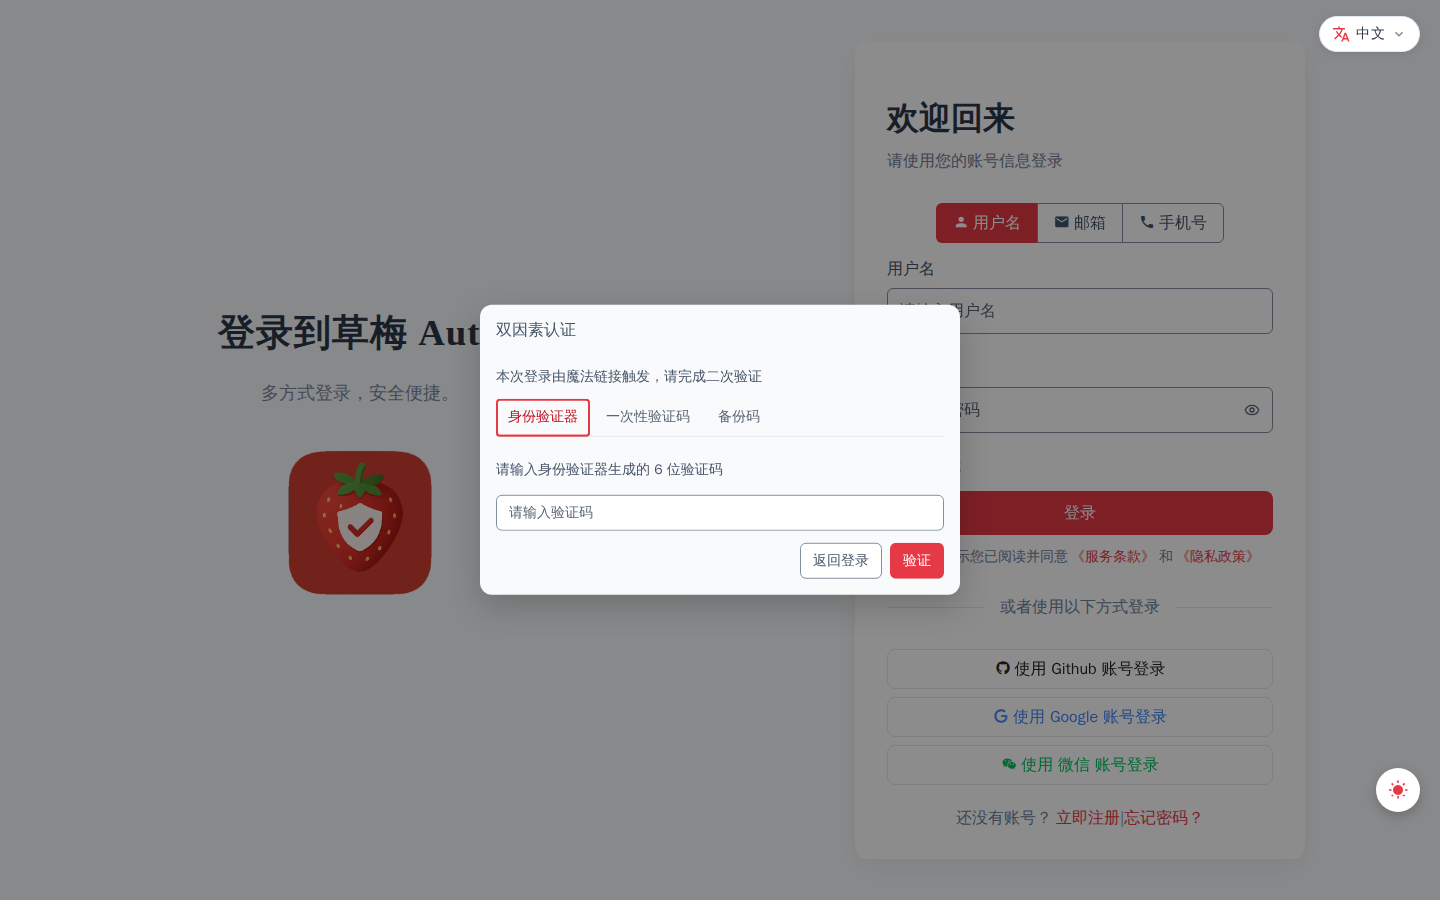 中文
欢迎回来
请使用您的账号信息登录
用户名 邮箱 手机号
用户名
用户名
登录到草梅 Aut
多方式登录，安全便捷。
双因素认证
本次登录由魔法链接触发，请完成二次验证
身份验证器 一次性验证码 备份码
请输入身份验证器生成的 6 位验证码
请输入验证码
返回登录 验证
密码
登录
示您已阅读并同意 《服务条款》 和 《隐私政策》
或者使用以下方式登录
使用 Github 账号登录
使用 Google 账号登录
使用 微信 账号登录
还没有账号？ 立即注册|忘记密码？